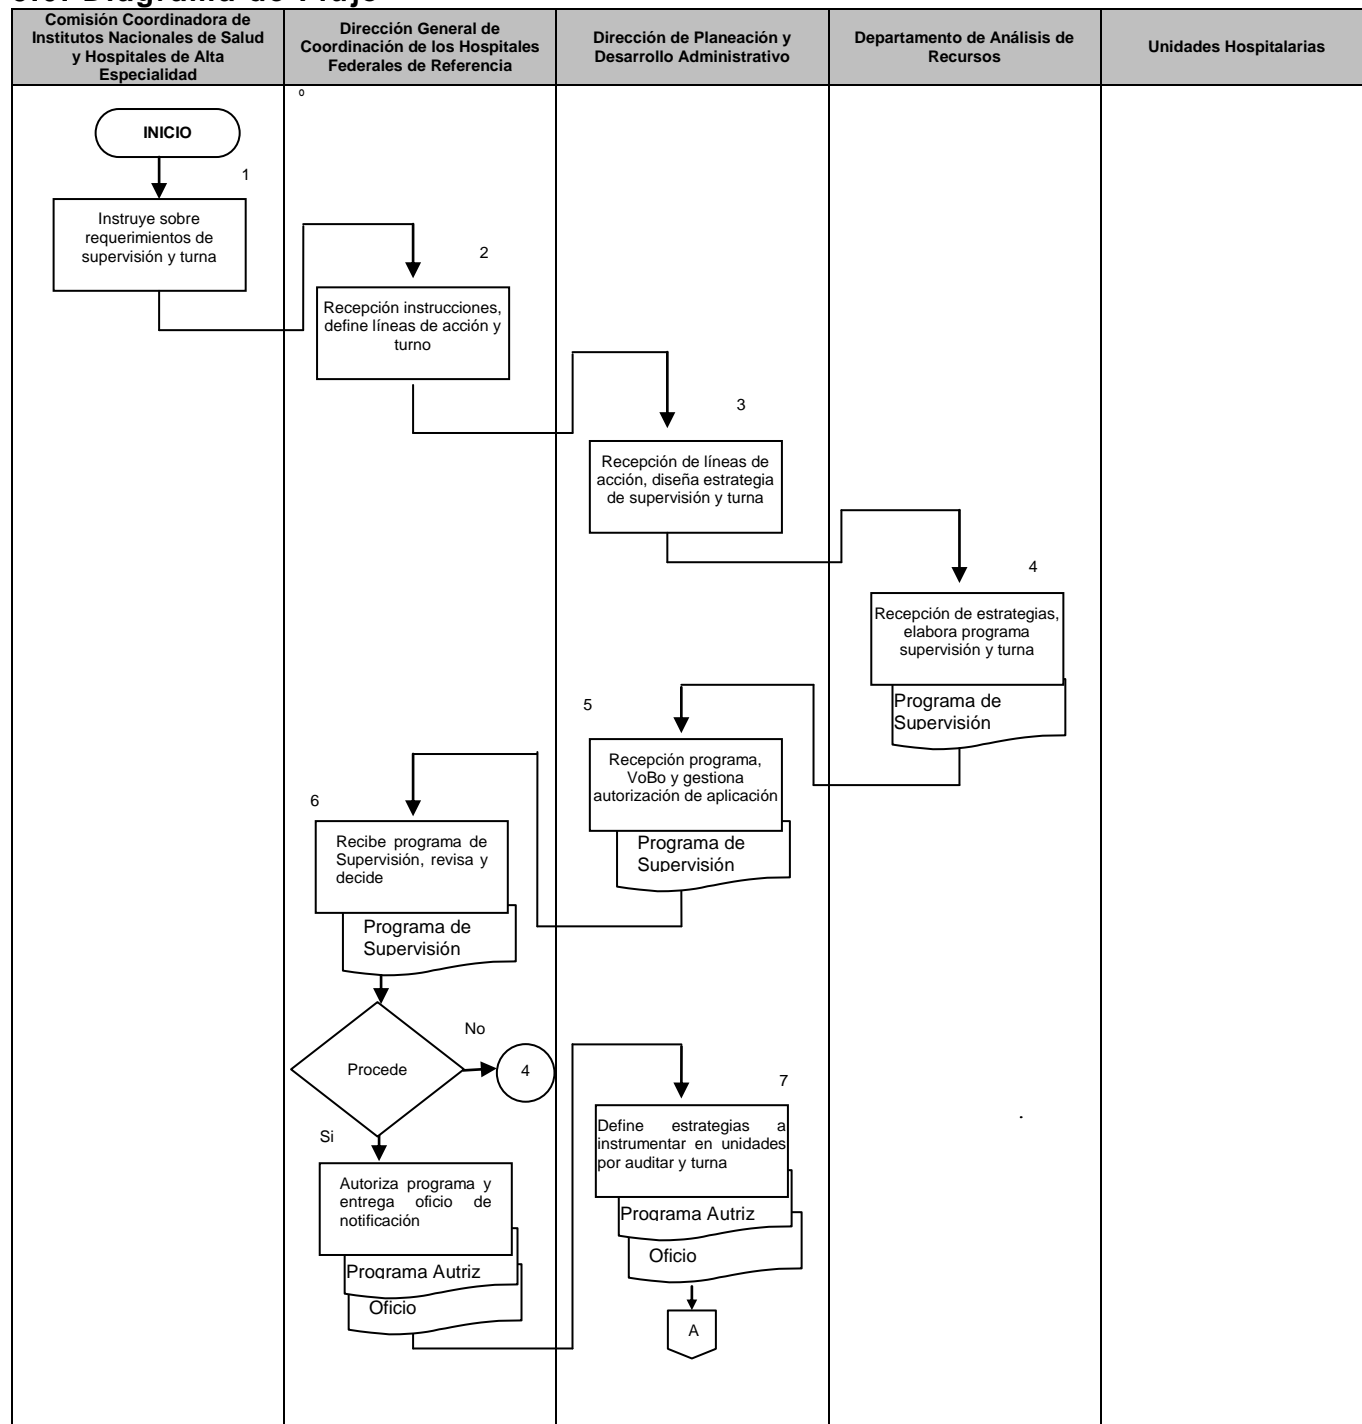 Comisión Coordinadora de
Institutos Nacionales de Salud
y Hospitales de Alta
Especialidad
Dirección General de
Coordinación de los Hospitales
Federales de Referencia
Dirección de Planeación y
Desarrollo Administrativo
Departamento de Análisis de
Recursos
Unidades Hospitalarias
º
INICIO
1
Instruye sobre
requerimientos de
supervisión y turna
2
Recepción instrucciones,
define líneas de acción y
turno
3
Recepción de líneas de
acción, diseña estrategia
de supervisión y turna
4
Recepción de estrategias,
elabora programa
supervisión y turna
Programa de
Supervisión
5
Recepción programa,
VoBo y gestiona
autorización de aplicación
Programa de
Supervisión
6
Recibe programa de
Supervisión, revisa y
decide
Programa de
Supervisión
Procede
No
4
Si
Autoriza programa y
entrega oficio de
notificación
Programa Autriz
Oficio
7
Define estrategias a
instrumentar en unidades
por auditar y turna
Programa Autriz
Oficio
A
.